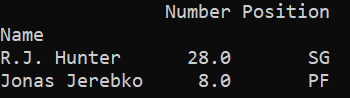 Number Position
Name
R.J. Hunter 28.0 SG
Jonas Jerebko 8.0 PF